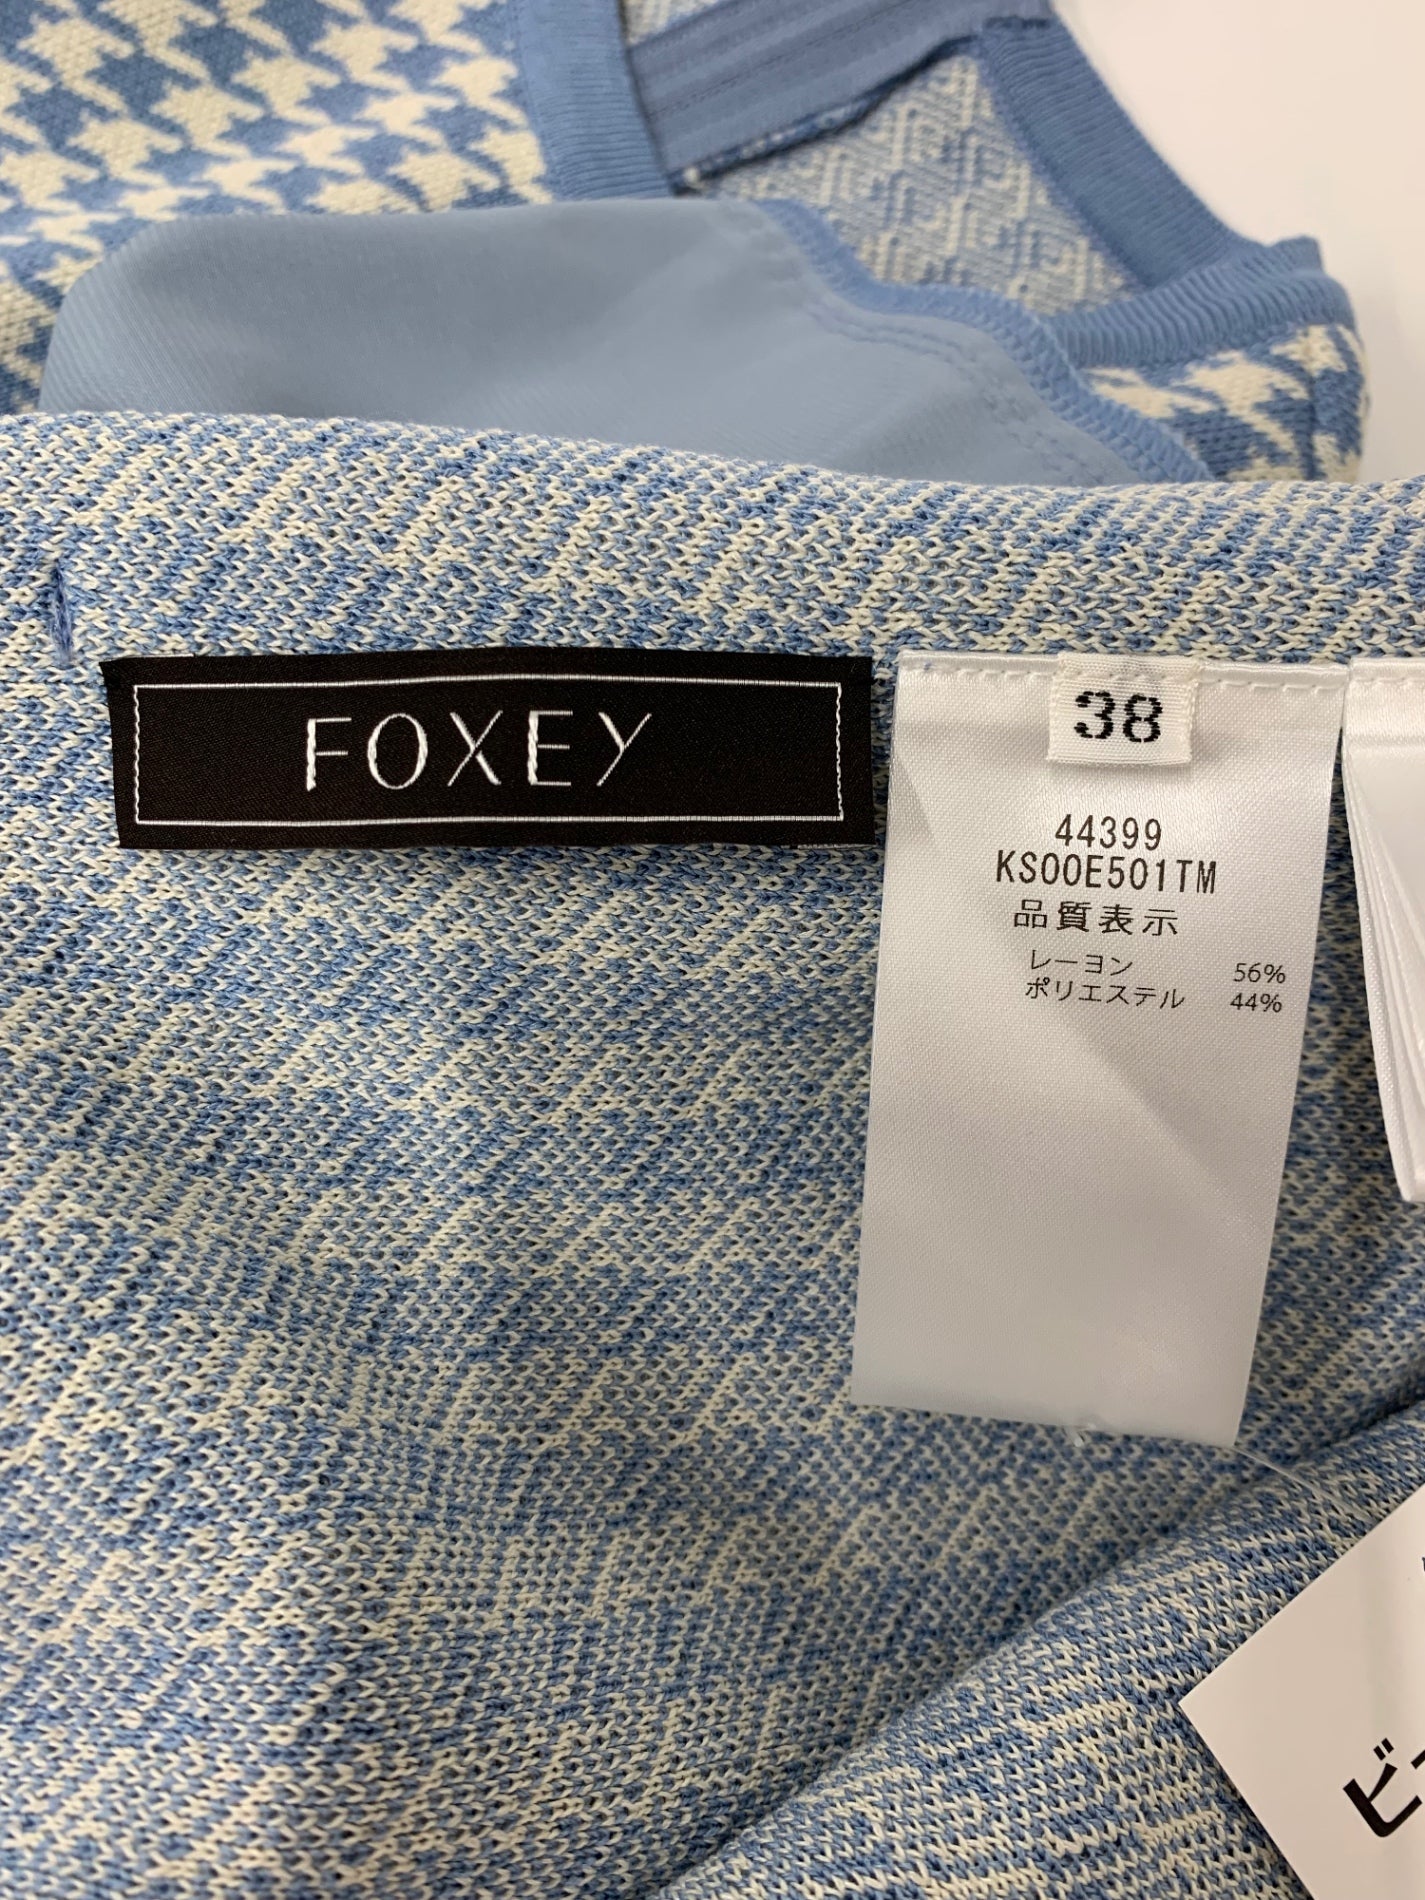 FOXEY
38
44399
KS00E501TM
品質表示
レーヨン 56%
ポリエステル 44%
ビ